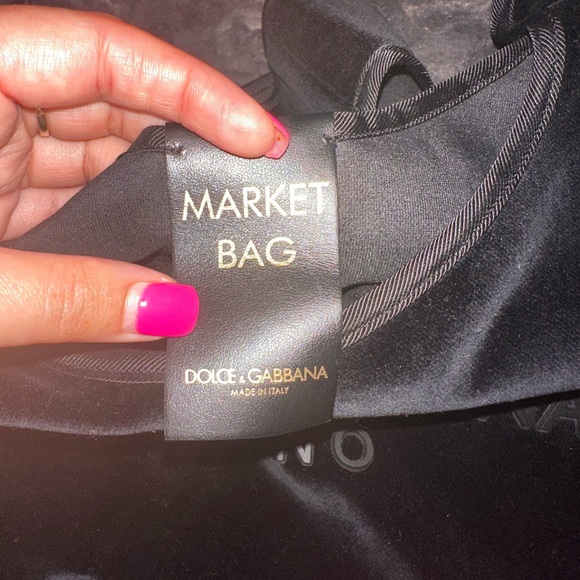 MARKET
BAG
DOLCE & GABBANA
MADE IN ITALY